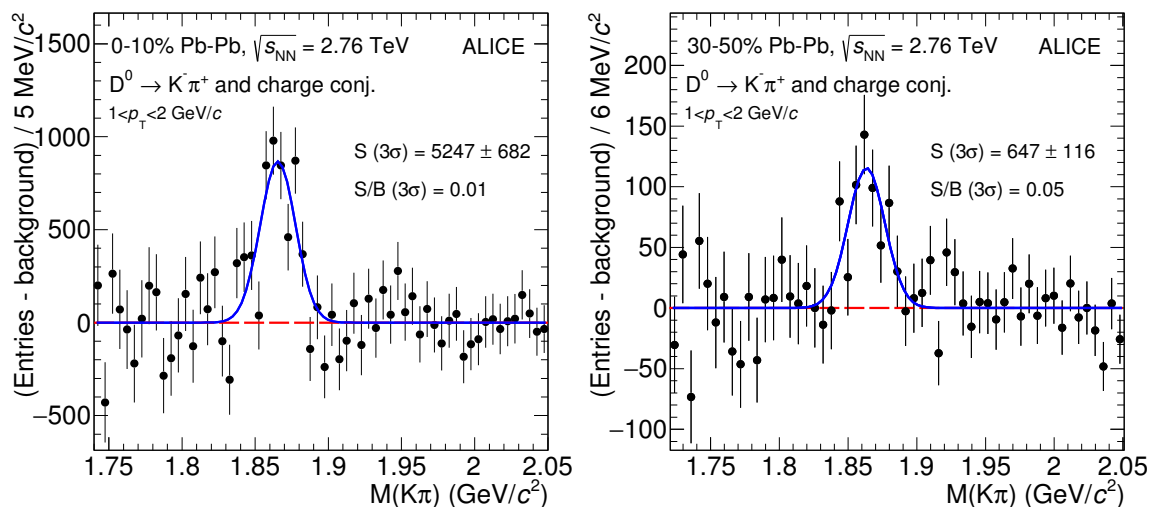 0-10% Pb-Pb, √s_NN = 2.76 TeV ALICE
D⁰ → K⁻π⁺ and charge conj.
1<p_T<2 GeV/c
S (3σ) = 5247 ± 682
S/B (3σ) = 0.01
(Entries - background) / 5 MeV/c²
1500
1000
500
0
−500
1.75 1.8 1.85 1.9 1.95 2 2.05
M(Kπ) (GeV/c²)
30-50% Pb-Pb, √s_NN = 2.76 TeV ALICE
D⁰ → K⁻π⁺ and charge conj.
1<p_T<2 GeV/c
S (3σ) = 647 ± 116
S/B (3σ) = 0.05
(Entries - background) / 6 MeV/c²
200
150
100
50
0
−50
−100
1.75 1.8 1.85 1.9 1.95 2 2.05
M(Kπ) (GeV/c²)